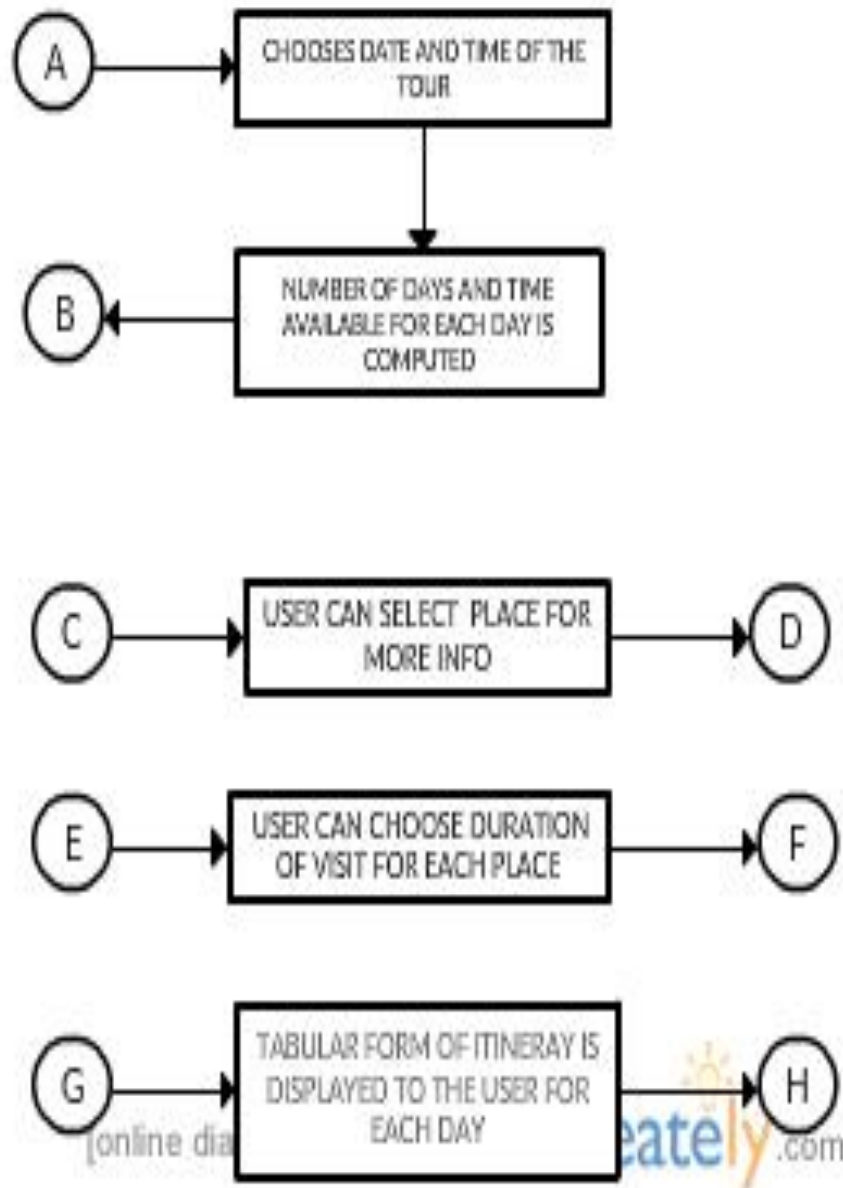 A
CHOOSES DATE AND TIME OF THE
TOUR
B
NUMBER OF DAYS AND TIME
AVAILABLE FOR EACH DAY IS
COMPUTED
C
USER CAN SELECT PLACE FOR
MORE INFO
D
E
USER CAN CHOOSE DURATION
OF VISIT FOR EACH PLACE
F
G
TABULAR FORM OF ITINERAY IS
DISPLAYED TO THE USER FOR
EACH DAY
H
[online dia
eately.com